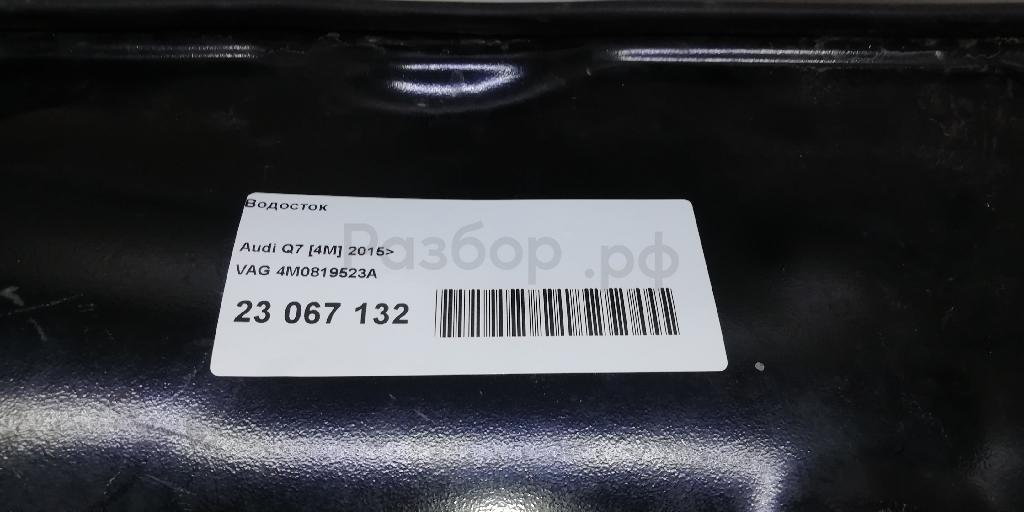 Водосток
Audi Q7 [4M] 2015>
VAG 4M0819523A
23 067 132
Разбор.рф